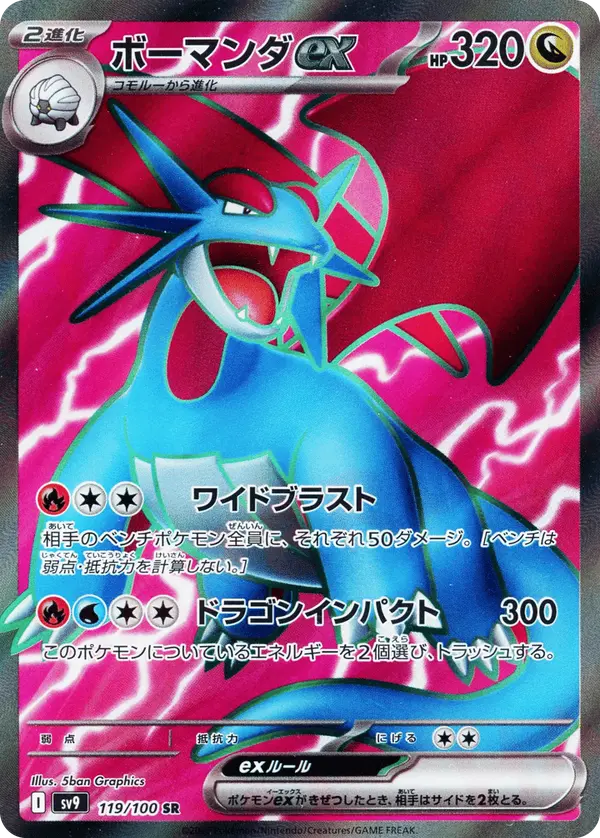 2進化
ボーマンダex
HP320
コモルーから進化
ワイドブラスト
相手のベンチポケモン全員に、それぞれ50ダメージ。[ベンチは
弱点・抵抗力を計算しない。]
ドラゴンインパクト 300
このポケモンについているエネルギーを2個選び、トラッシュする。
弱点 抵抗力 にげる
exルール
ポケモンexがきぜつしたとき、相手はサイドを2枚とる。
Illus. 5ban Graphics
I sv9 119/100 SR
Pokémon/Nintendo/Creatures/GAME FREAK.